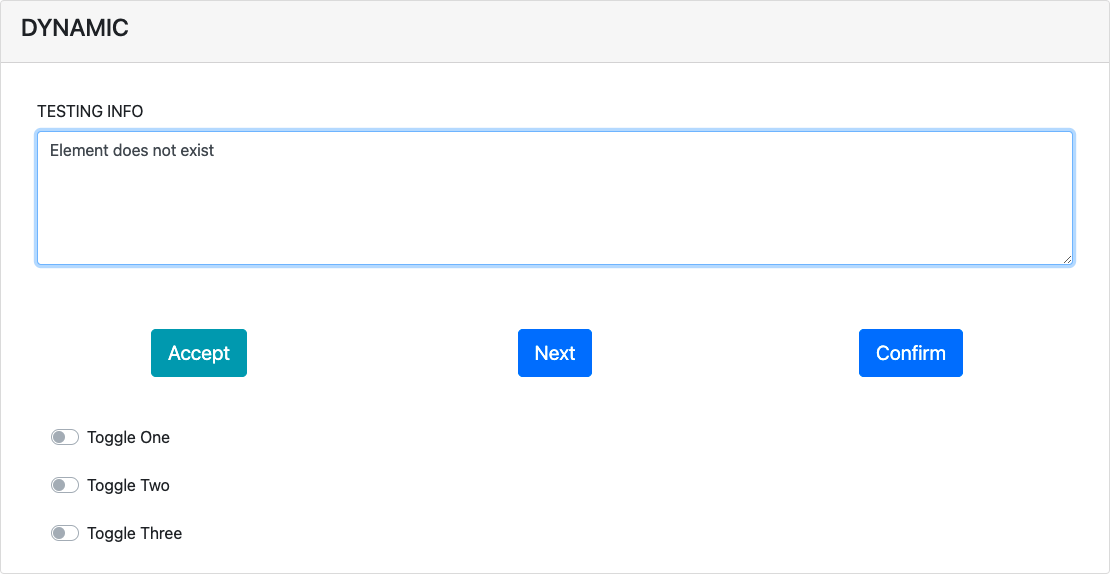 DYNAMIC
TESTING INFO
Element does not exist
Accept
Next
Confirm
Toggle One
Toggle Two
Toggle Three